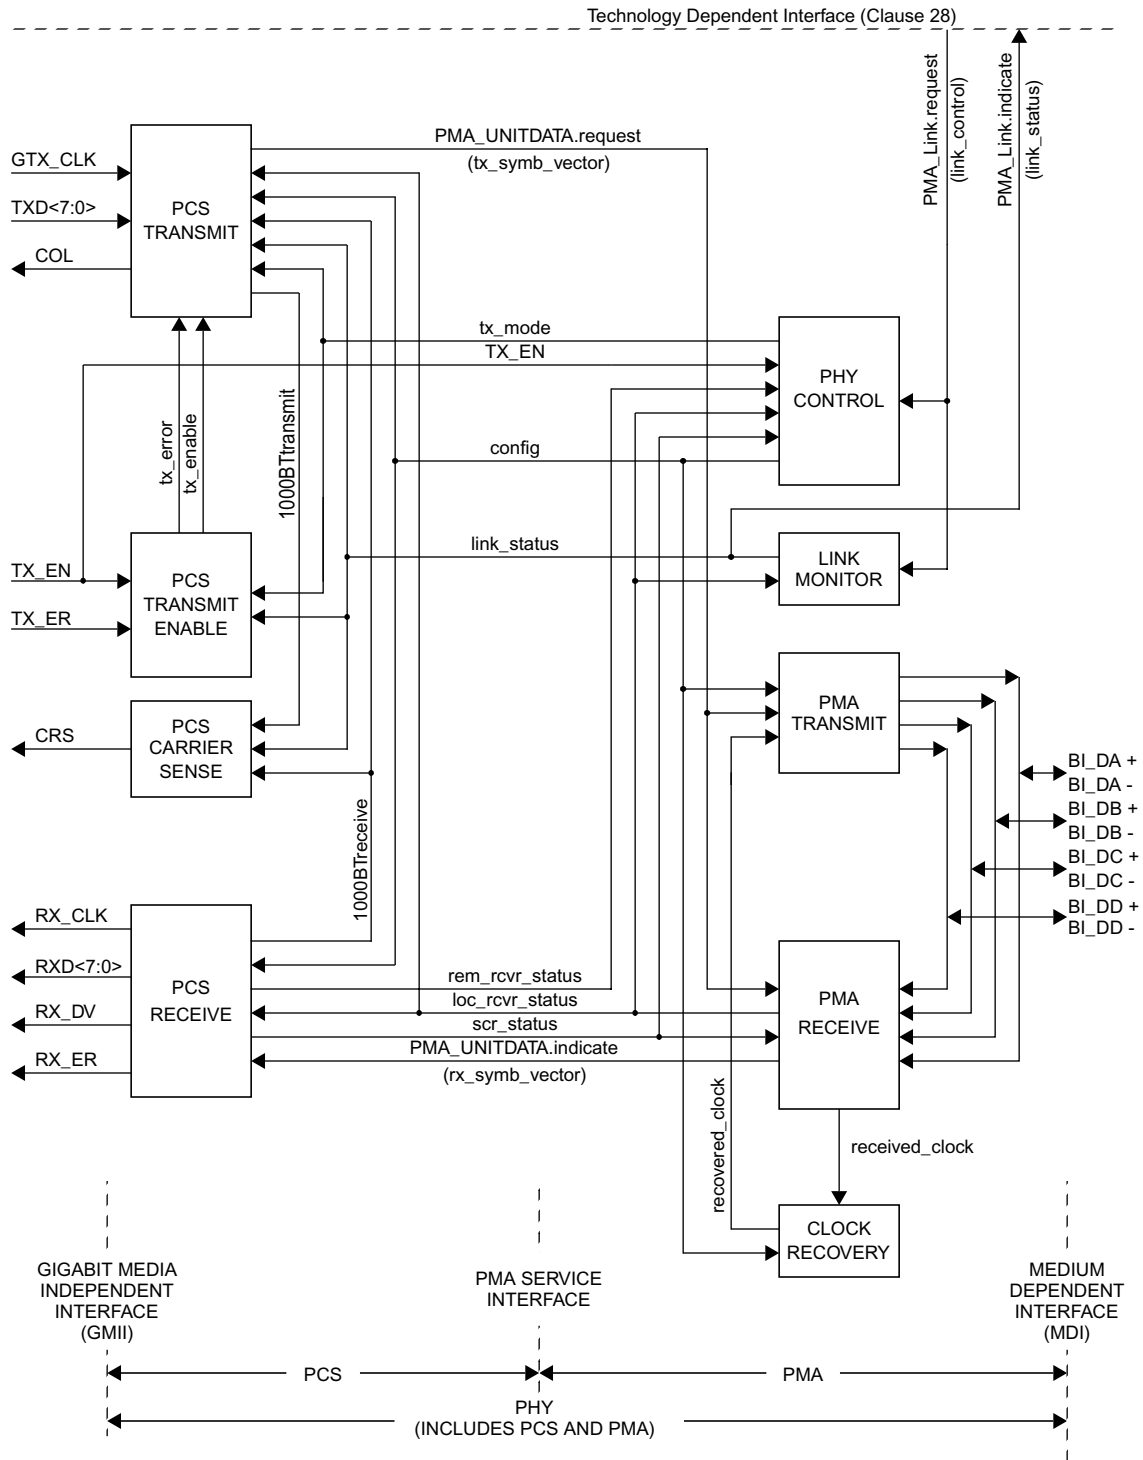 Technology Dependent Interface (Clause 28)
PMA_Link.request
(link_control)
PMA_Link.indicate
(link_status)
PMA_UNITDATA.request
(tx_symb_vector)
GTX_CLK
TXD<7:0>
COL
PCS
TRANSMIT
tx_mode
TX_EN
PHY
CONTROL
tx_error
tx_enable
1000BTtransmit
config
link_status
LINK
MONITOR
TX_EN
TX_ER
PCS
TRANSMIT
ENABLE
PMA
TRANSMIT
CRS
PCS
CARRIER
SENSE
BI_DA +
BI_DA -
BI_DB +
BI_DB -
BI_DC +
BI_DC -
BI_DD +
BI_DD -
1000BTreceive
RX_CLK
RXD<7:0>
RX_DV
RX_ER
PCS
RECEIVE
rem_rcvr_status
loc_rcvr_status
scr_status
PMA_UNITDATA.indicate
(rx_symb_vector)
PMA
RECEIVE
recovered_clock
received_clock
CLOCK
RECOVERY
GIGABIT MEDIA
INDEPENDENT
INTERFACE
(GMII)
PMA SERVICE
INTERFACE
MEDIUM
DEPENDENT
INTERFACE
(MDI)
PCS
PMA
PHY
(INCLUDES PCS AND PMA)